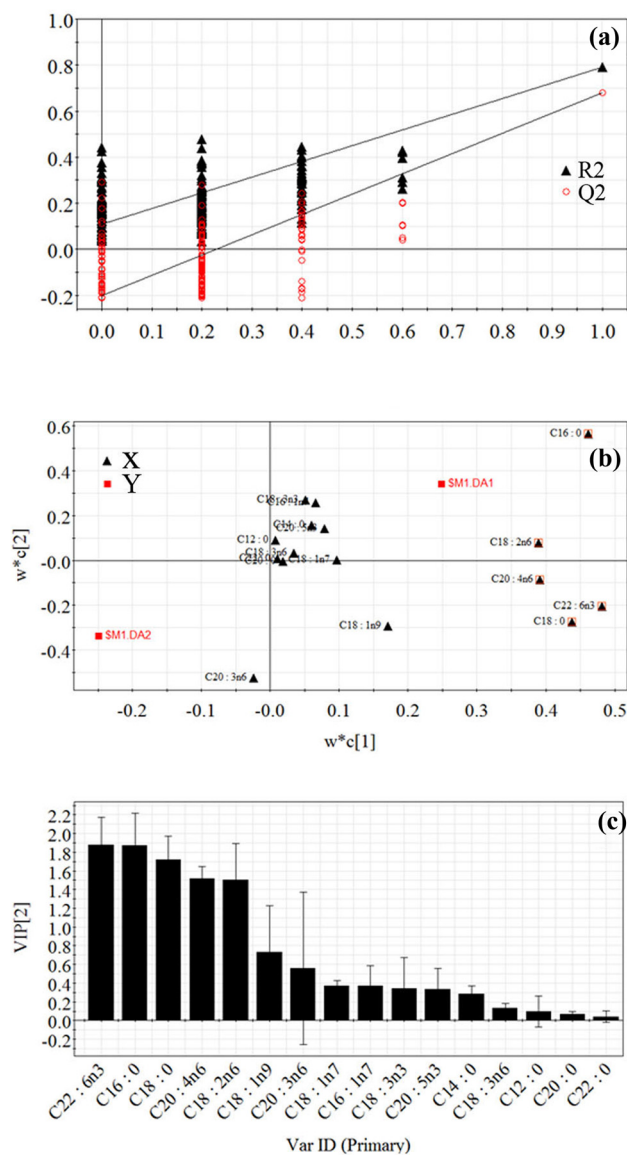 (a)
1.0
0.8
0.6
0.4
0.2
0.0
-0.2
R2
Q2
0.0 0.1 0.2 0.3 0.4 0.5 0.6 0.7 0.8 0.9 1.0
(b)
0.6
0.4
0.2
-0.0
-0.2
-0.4
w*c[2]
X
Y
C16 : 0
$M1.DA1
C18 : 3n3
C14 : 0
C12 : 0
C18 : 2n6
C18 : 3n6
C18 : 1n7
C20 : 4n6
C22 : 6n3
C18 : 0
C18 : 1n9
$M1.DA2
C20 : 3n6
-0.2 -0.1 -0.0 0.1 0.2 0.3 0.4 0.5
w*c[1]
(c)
2.2
2.0
1.8
1.6
1.4
1.2
1.0
0.8
0.6
0.4
0.2
0.0
-0.2
VIP[2]
C22 : 6n3
C16 : 0
C18 : 0
C20 : 4n6
C18 : 2n6
C18 : 1n9
C20 : 3n6
C18 : 1n7
C16 : 1n7
C18 : 3n3
C20 : 5n3
C14 : 0
C18 : 3n6
C12 : 0
C20 : 0
C22 : 0
Var ID (Primary)